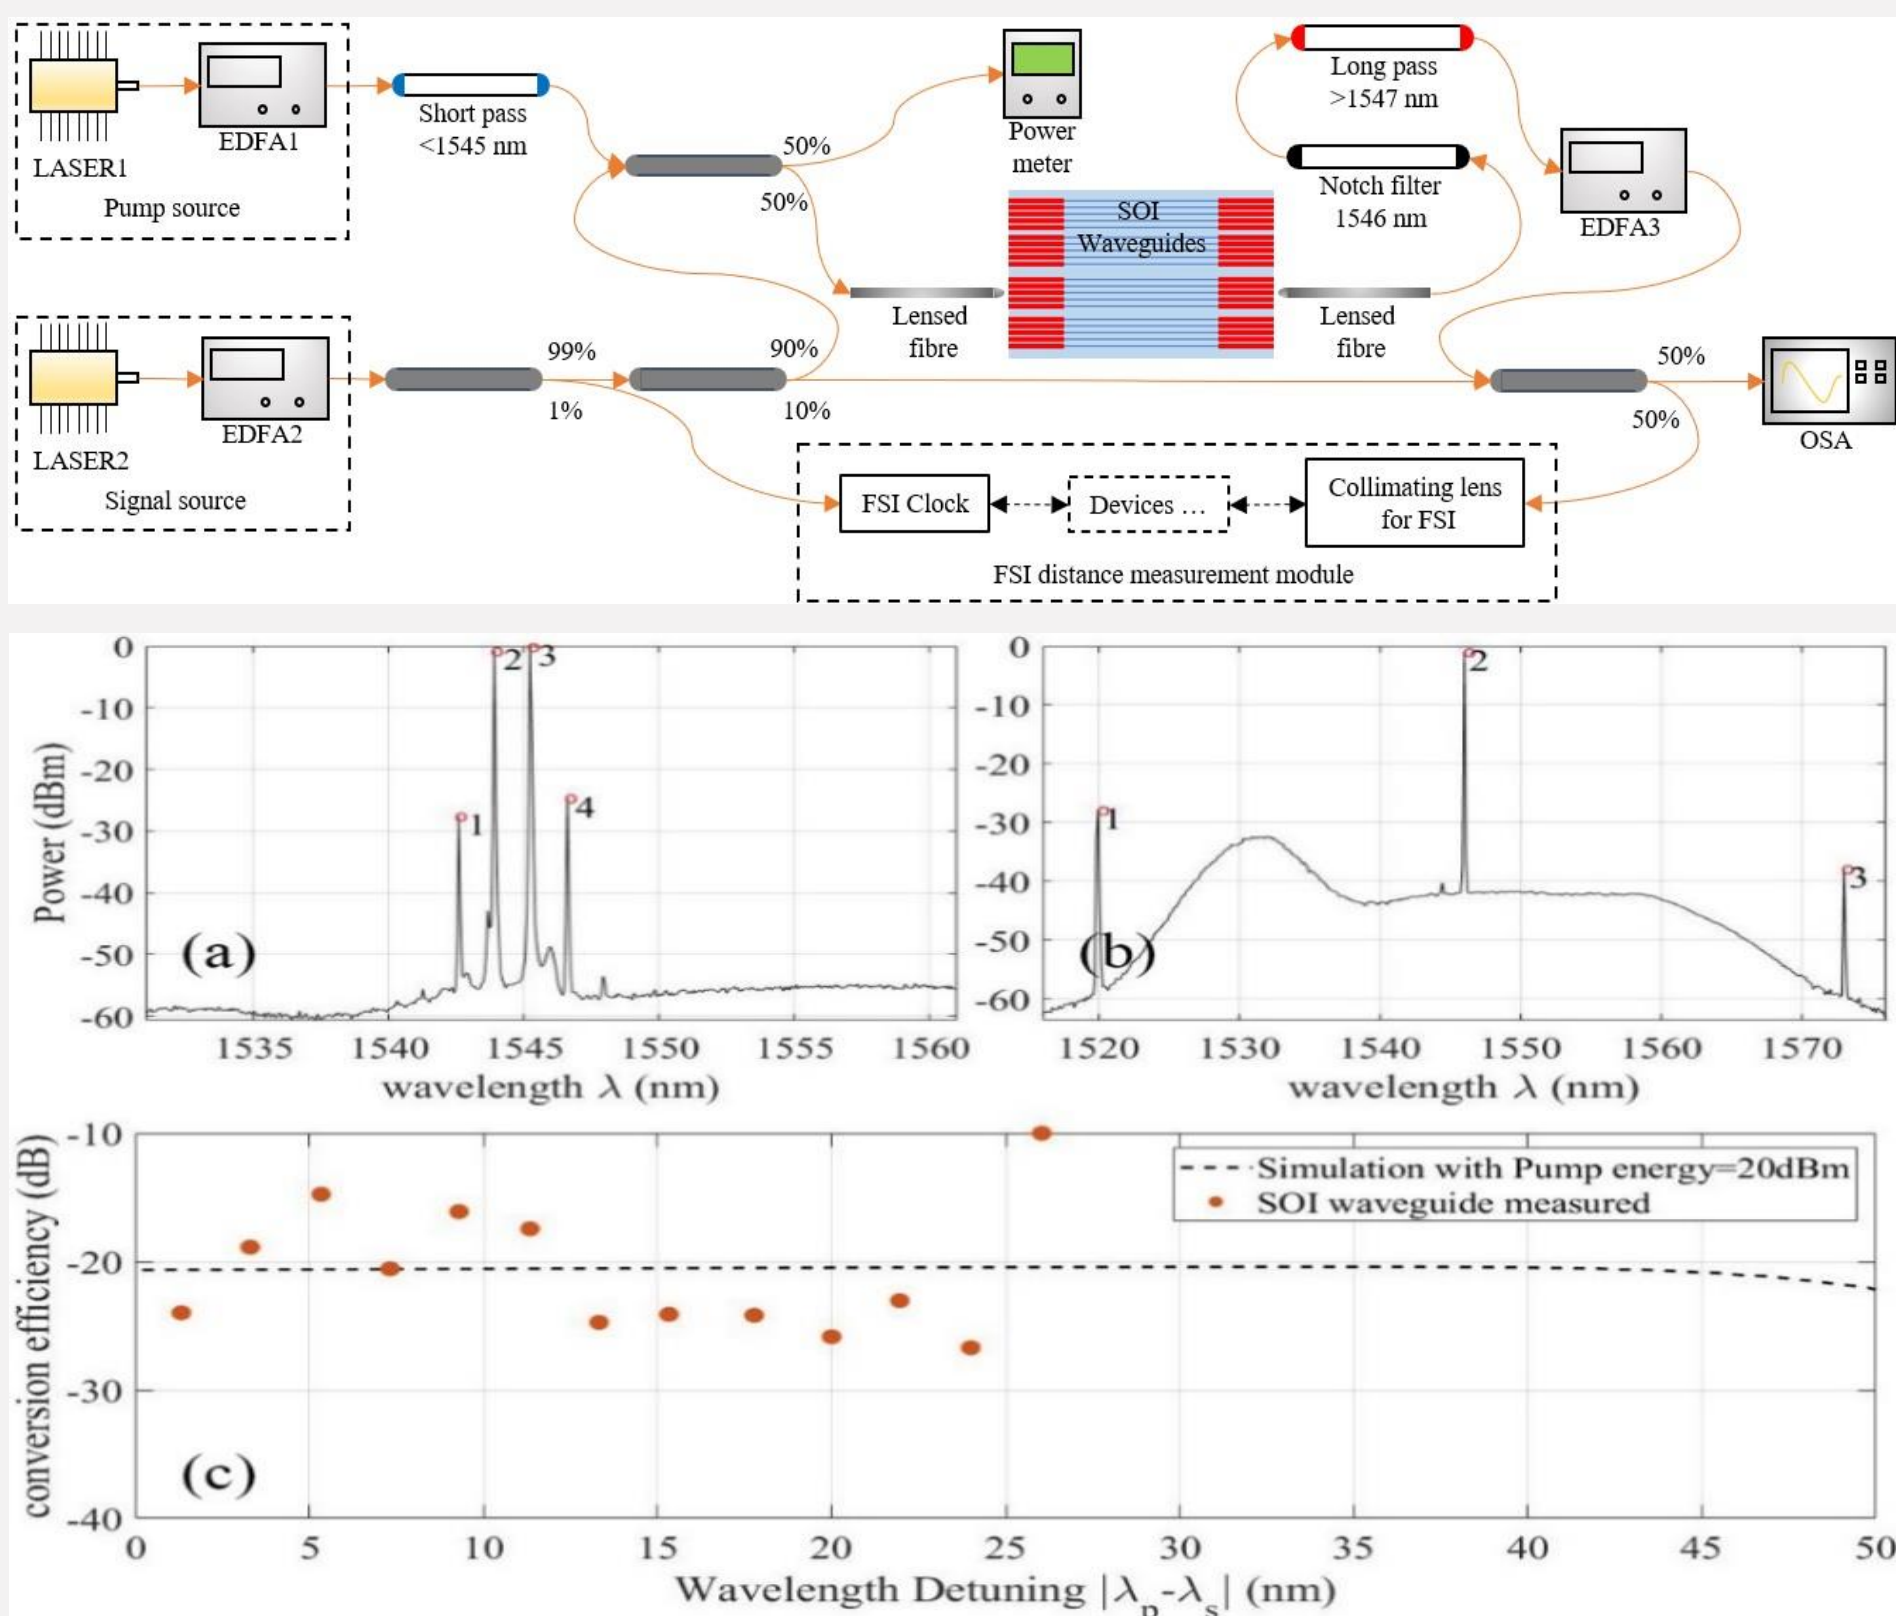 LASER1
EDFA1
Pump source
Short pass
<1545 nm
50%
50%
Power
meter
Long pass
>1547 nm
Notch filter
1546 nm
EDFA3
SOI
Waveguides
Lensed
fibre
Lensed
fibre
LASER2
EDFA2
Signal source
99%
1%
90%
10%
50%
50%
OSA
FSI Clock
Devices ...
Collimating lens
for FSI
FSI distance measurement module
Power (dBm)
0
-10
-20
-30
-40
-50
-60
1
2
3
4
(a)
1535 1540 1545 1550 1555 1560
wavelength λ (nm)
0
-10
-20
-30
-40
-50
-60
1
2
3
(b)
1520 1530 1540 1550 1560 1570
wavelength λ (nm)
conversion efficiency (dB)
-10
-20
-30
-40
Simulation with Pump energy=20dBm
SOI waveguide measured
(c)
0 5 10 15 20 25 30 35 40 45 50
Wavelength Detuning |λp-λs| (nm)